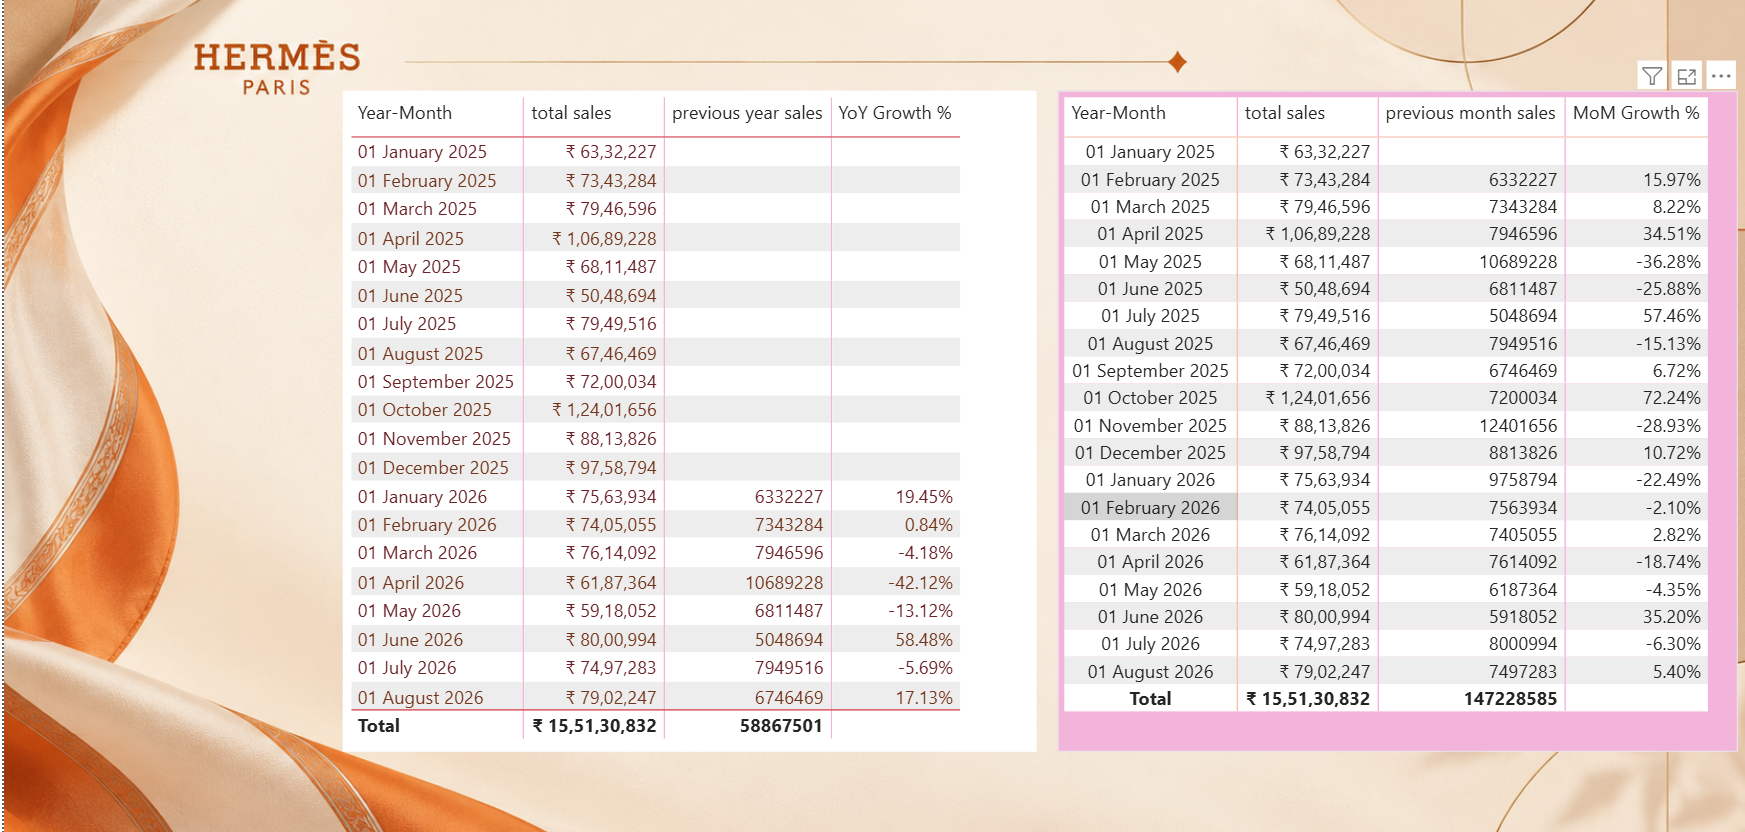 HERMÈS
PARIS
Year-Month total sales previous year sales YoY Growth %
01 January 2025 ₹ 63,32,227
01 February 2025 ₹ 73,43,284
01 March 2025 ₹ 79,46,596
01 April 2025 ₹ 1,06,89,228
01 May 2025 ₹ 68,11,487
01 June 2025 ₹ 50,48,694
01 July 2025 ₹ 79,49,516
01 August 2025 ₹ 67,46,469
01 September 2025 ₹ 72,00,034
01 October 2025 ₹ 1,24,01,656
01 November 2025 ₹ 88,13,826
01 December 2025 ₹ 97,58,794
01 January 2026 ₹ 75,63,934 6332227 19.45%
01 February 2026 ₹ 74,05,055 7343284 0.84%
01 March 2026 ₹ 76,14,092 7946596 -4.18%
01 April 2026 ₹ 61,87,364 10689228 -42.12%
01 May 2026 ₹ 59,18,052 6811487 -13.12%
01 June 2026 ₹ 80,00,994 5048694 58.48%
01 July 2026 ₹ 74,97,283 7949516 -5.69%
01 August 2026 ₹ 79,02,247 6746469 17.13%
Total ₹ 15,51,30,832 58867501
Year-Month total sales previous month sales MoM Growth %
01 January 2025 ₹ 63,32,227
01 February 2025 ₹ 73,43,284 6332227 15.97%
01 March 2025 ₹ 79,46,596 7343284 8.22%
01 April 2025 ₹ 1,06,89,228 7946596 34.51%
01 May 2025 ₹ 68,11,487 10689228 -36.28%
01 June 2025 ₹ 50,48,694 6811487 -25.88%
01 July 2025 ₹ 79,49,516 5048694 57.46%
01 August 2025 ₹ 67,46,469 7949516 -15.13%
01 September 2025 ₹ 72,00,034 6746469 6.72%
01 October 2025 ₹ 1,24,01,656 7200034 72.24%
01 November 2025 ₹ 88,13,826 12401656 -28.93%
01 December 2025 ₹ 97,58,794 8813826 10.72%
01 January 2026 ₹ 75,63,934 9758794 -22.49%
01 February 2026 ₹ 74,05,055 7563934 -2.10%
01 March 2026 ₹ 76,14,092 7405055 2.82%
01 April 2026 ₹ 61,87,364 7614092 -18.74%
01 May 2026 ₹ 59,18,052 6187364 -4.35%
01 June 2026 ₹ 80,00,994 5918052 35.20%
01 July 2026 ₹ 74,97,283 8000994 -6.30%
01 August 2026 ₹ 79,02,247 7497283 5.40%
Total ₹ 15,51,30,832 147228585